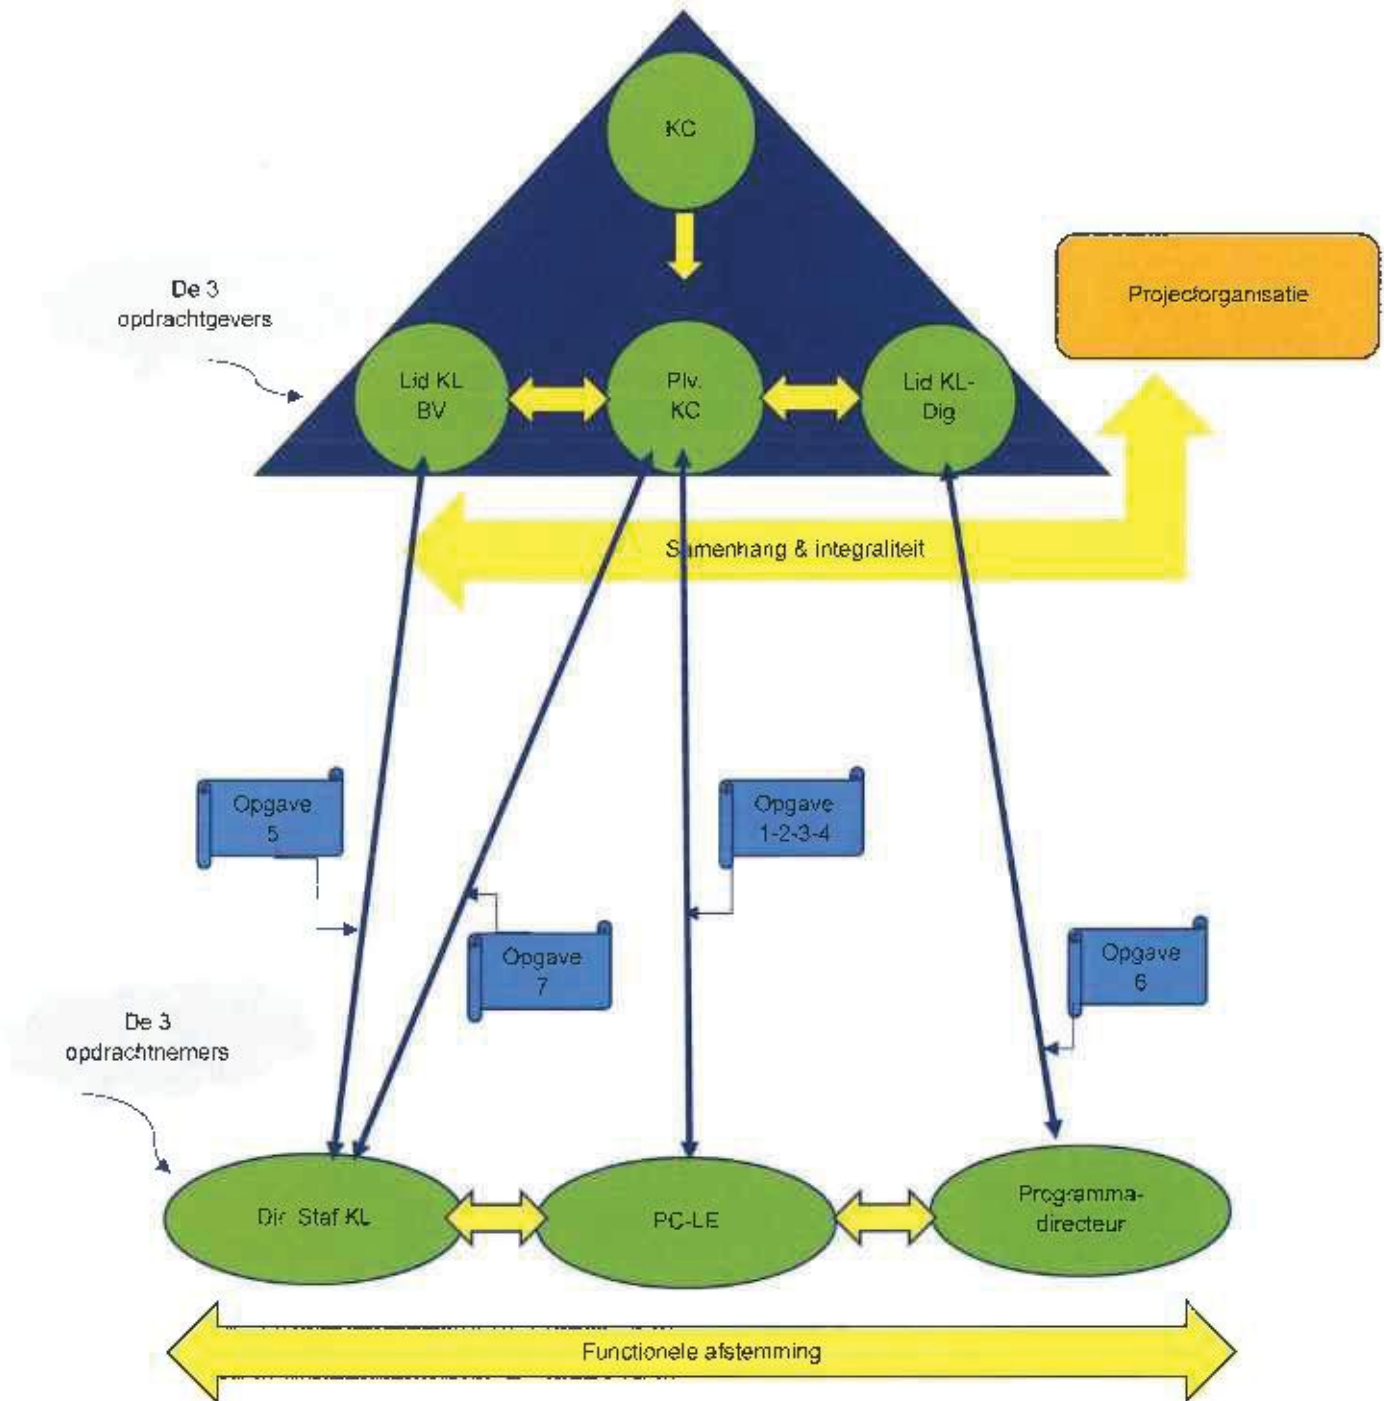 KC
De 3
opdrachtgevers
Projectorganisatie
Lid KL
BV
Plv.
KC
Lid KL-
Dig
Samenhang & integraliteit
Opgave
5
Opgave
1-2-3-4
Opgave
7
Opgave
6
De 3
opdrachtnemers
Dir. Staf KL
PC-LE
Programma-
directeur
Functionele afstemming